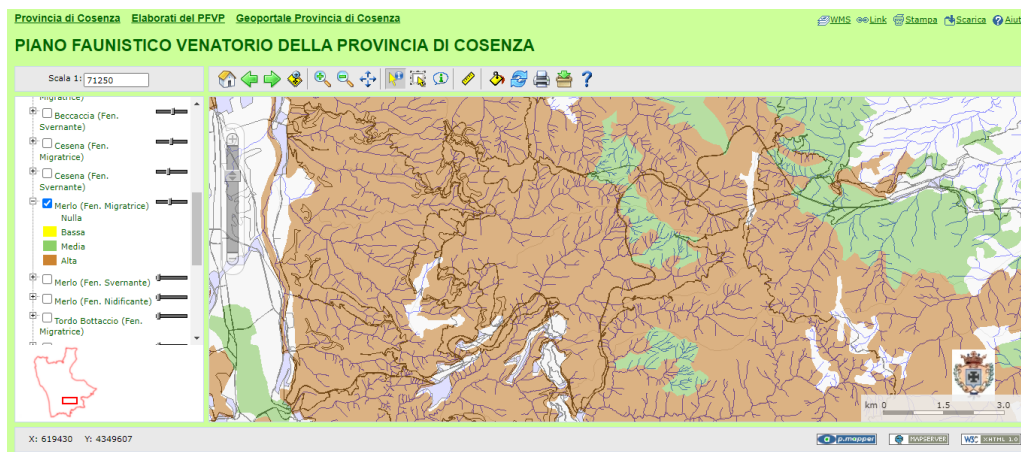 Provincia di Cosenza Elaborati del PFVP Geoportale Provincia di Cosenza
WMS Link Stampa Scarica Aiut
PIANO FAUNISTICO VENATORIO DELLA PROVINCIA DI COSENZA
Scala 1: 71250
Migratrice)
Beccaccia (Fen.
Svernante)
Cesena (Fen.
Migratrice)
Cesena (Fen.
Svernante)
Merlo (Fen. Migratrice)
Nulla
Bassa
Media
Alta
Merlo (Fen. Svernante)
Merlo (Fen. Nidificante)
Tordo Bottaccio (Fen.
Migratrice)
km 0 1.5 3.0
X: 619430 Y: 4349607
p.mapper MAPSERVER W3C XHTML 1.0